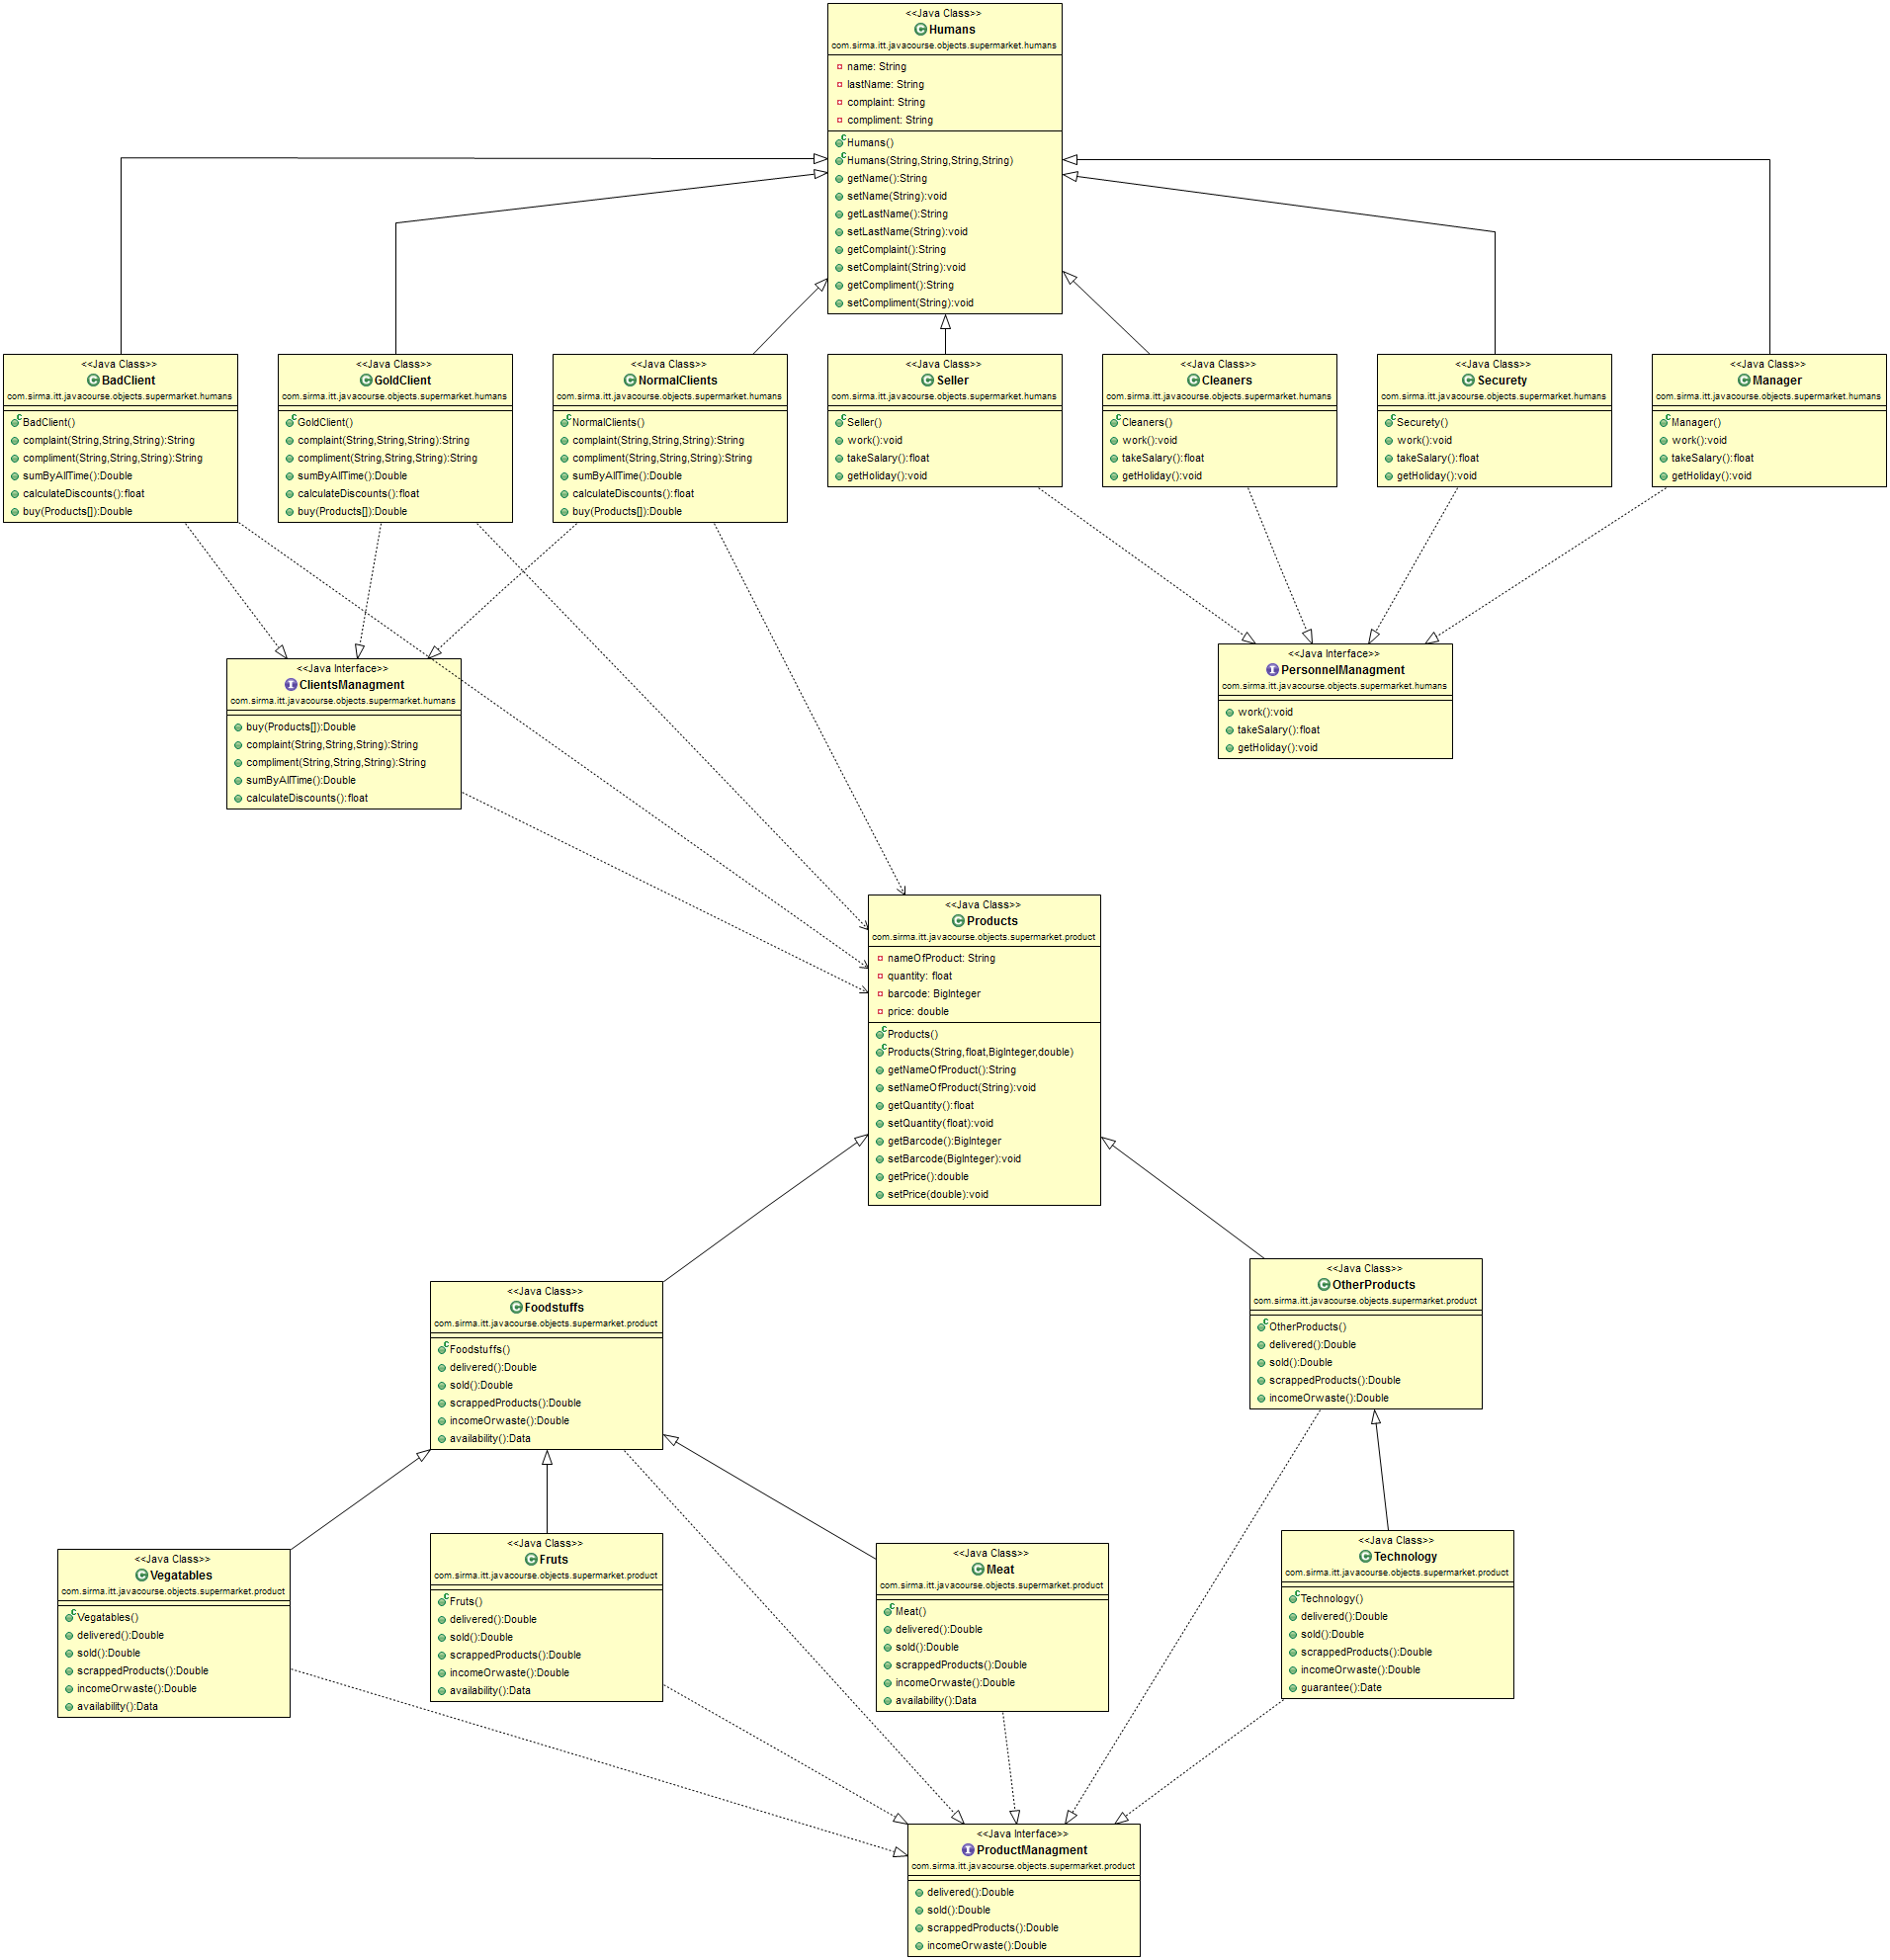 <<Java Class>>
Humans
com.sirma.itt.javacourse.objects.supermarket.humans
name: String
lastName: String
complaint: String
compliment: String
Humans()
Humans(String,String,String,String)
getName():String
setName(String):void
getLastName():String
setLastName(String):void
getComplaint():String
setComplaint(String):void
getCompliment():String
setCompliment(String):void
<<Java Class>>
BadClient
com.sirma.itt.javacourse.objects.supermarket.humans
BadClient()
complaint(String,String,String):String
compliment(String,String,String):String
sumByAllTime():Double
calculateDiscounts():float
buy(Products[]):Double
<<Java Class>>
GoldClient
com.sirma.itt.javacourse.objects.supermarket.humans
GoldClient()
complaint(String,String,String):String
compliment(String,String,String):String
sumByAllTime():Double
calculateDiscounts():float
buy(Products[]):Double
<<Java Class>>
NormalClients
com.sirma.itt.javacourse.objects.supermarket.humans
NormalClients()
complaint(String,String,String):String
compliment(String,String,String):String
sumByAllTime():Double
calculateDiscounts():float
buy(Products[]):Double
<<Java Class>>
Seller
com.sirma.itt.javacourse.objects.supermarket.humans
Seller()
work():void
takeSalary():float
getHoliday():void
<<Java Class>>
Cleaners
com.sirma.itt.javacourse.objects.supermarket.humans
Cleaners()
work():void
takeSalary():float
getHoliday():void
<<Java Class>>
Securety
com.sirma.itt.javacourse.objects.supermarket.humans
Securety()
work():void
takeSalary():float
getHoliday():void
<<Java Class>>
Manager
com.sirma.itt.javacourse.objects.supermarket.humans
Manager()
work():void
takeSalary():float
getHoliday():void
<<Java Interface>>
ClientsManagment
com.sirma.itt.javacourse.objects.supermarket.humans
buy(Products[]):Double
complaint(String,String,String):String
compliment(String,String,String):String
sumByAllTime():Double
calculateDiscounts():float
<<Java Interface>>
PersonnelManagment
com.sirma.itt.javacourse.objects.supermarket.humans
work():void
takeSalary():float
getHoliday():void
<<Java Class>>
Products
com.sirma.itt.javacourse.objects.supermarket.product
nameOfProduct: String
quantity: float
barcode: BigInteger
price: double
Products()
Products(String,float,BigInteger,double)
getNameOfProduct():String
setNameOfProduct(String):void
getQuantity():float
setQuantity(float):void
getBarcode():BigInteger
setBarcode(BigInteger):void
getPrice():double
setPrice(double):void
<<Java Class>>
Foodstuffs
com.sirma.itt.javacourse.objects.supermarket.product
Foodstuffs()
delivered():Double
sold():Double
scrappedProducts():Double
incomeOrwaste():Double
availability():Data
<<Java Class>>
OtherProducts
com.sirma.itt.javacourse.objects.supermarket.product
OtherProducts()
delivered():Double
sold():Double
scrappedProducts():Double
incomeOrwaste():Double
<<Java Class>>
Vegatables
com.sirma.itt.javacourse.objects.supermarket.product
Vegatables()
delivered():Double
sold():Double
scrappedProducts():Double
incomeOrwaste():Double
availability():Data
<<Java Class>>
Fruts
com.sirma.itt.javacourse.objects.supermarket.product
Fruts()
delivered():Double
sold():Double
scrappedProducts():Double
incomeOrwaste():Double
availability():Data
<<Java Class>>
Meat
com.sirma.itt.javacourse.objects.supermarket.product
Meat()
delivered():Double
sold():Double
scrappedProducts():Double
incomeOrwaste():Double
availability():Data
<<Java Class>>
Technology
com.sirma.itt.javacourse.objects.supermarket.product
Technology()
delivered():Double
sold():Double
scrappedProducts():Double
incomeOrwaste():Double
guarantee():Date
<<Java Interface>>
ProductManagment
com.sirma.itt.javacourse.objects.supermarket.product
delivered():Double
sold():Double
scrappedProducts():Double
incomeOrwaste():Double